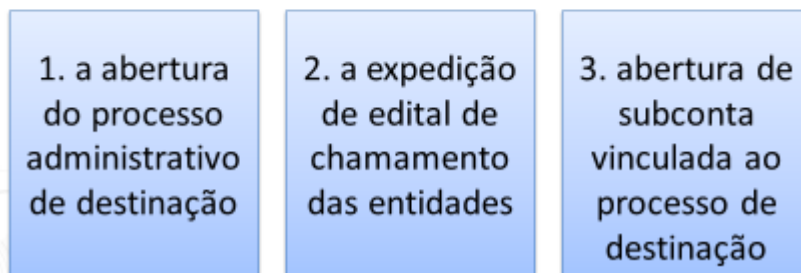 1. a abertura
do processo
administrativo
de destinação
2. a expedição
de edital de
chamamento
das entidades
3. abertura de
subconta
vinculada ao
processo de
destinação